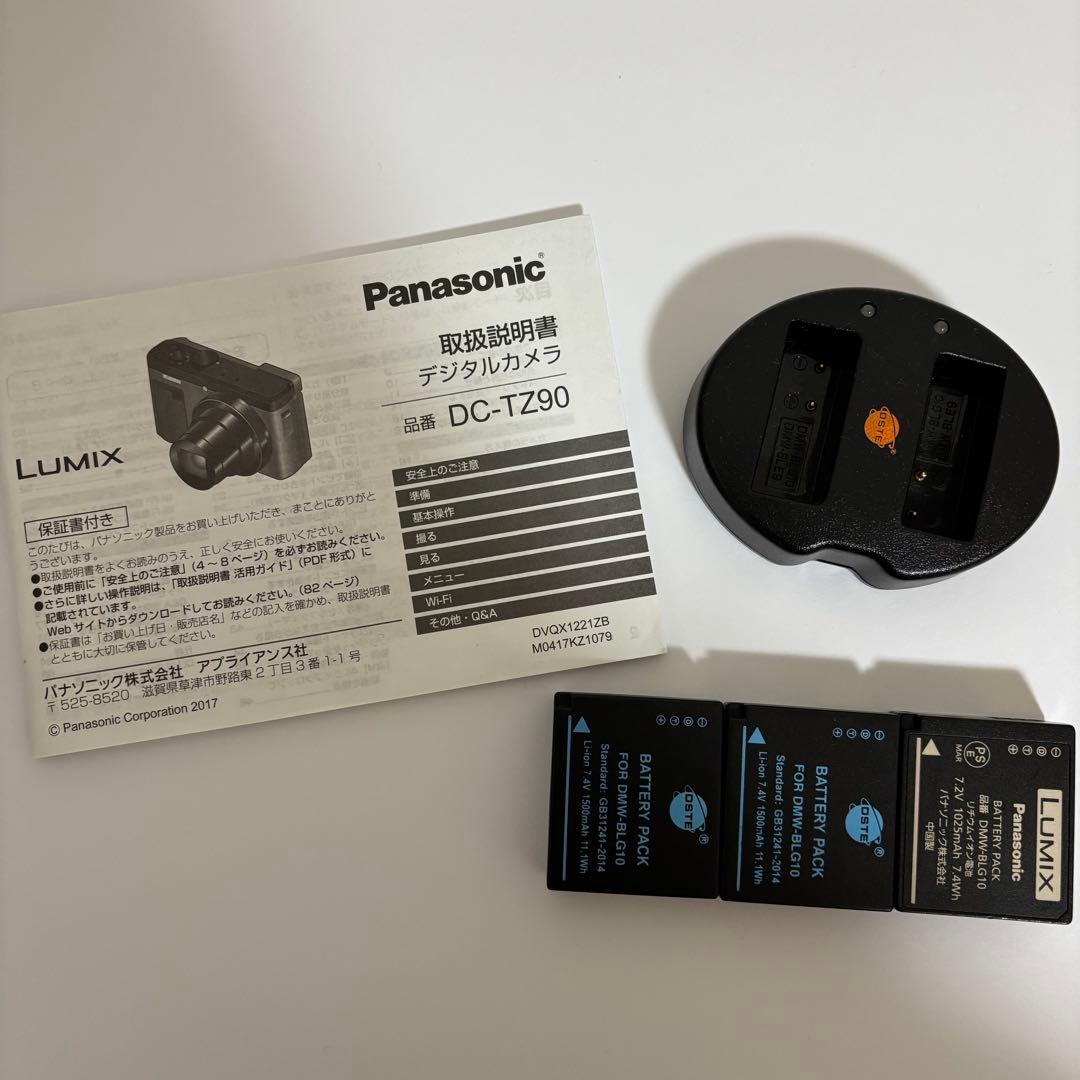 Panasonic®
取扱説明書
デジタルカメラ
品番 DC-TZ90
LUMIX
保証書付き
このたびは、パナソニック製品をお買い上げいただき、まことにありがと
うございます。
●取扱説明書をよくお読みのうえ、正しく安全にお使いください。
●ご使用前に「安全上のご注意」(4～8ページ)を必ずお読みください。
●さらに詳しい操作説明は、「取扱説明書 活用ガイド」(PDF 形式)に
記載されています。
Webサイトからダウンロードしてお読みください。(82ページ)
●保証書は「お買い上げ日・販売店名」などの記入を確かめ、取扱説明書
とともに大切に保管してください。
パナソニック株式会社 アプライアンス社
〒525-8520 滋賀県草津市野路東2丁目3番1-1号
© Panasonic Corporation 2017
安全上のご注意
準備
基本操作
撮る
見る
メニュー
Wi-Fi
その他・Q&A
DVQX1221ZB
M0417KZ1079
DSTE
DMW-BLE9
DSTE®
BATTERY PACK
FOR DMW-BLG10
Standard: GB31241-2014
Li-ion 7.4V 1500mAh 11.1Wh
DSTE®
BATTERY PACK
FOR DMW-BLG10
Standard: GB31241-2014
Li-ion 7.4V 1500mAh 11.1Wh
LUMIX
Panasonic
BATTERY PACK
品番 DMW-BLG10
リチウムイオン電池
7.2V 1025mAh 7.4Wh
パナソニック株式会社
中国製
PS
E
MAR